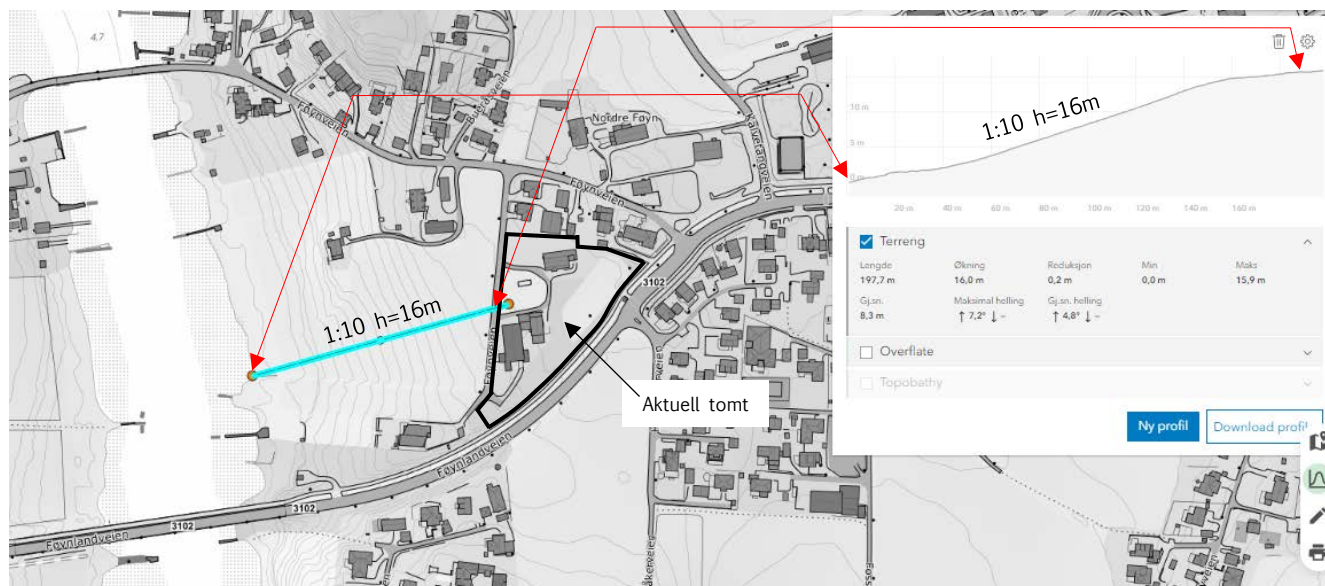 4.7
Føynveien
Nordre Føyn
Kalvetangveien
Føynveien
3102
1:10 h=16m
Føynveien
Aktuell tomt
Føynlandveien
3102
Føynlandveien
1:10 h=16m
10 m
5 m
0 m
20 m
40 m
60 m
80 m
100 m
120 m
140 m
160 m
Terreng
Lengde
Økning
Reduksjon
Min
Maks
197,7 m
16,0 m
0,2 m
0,0 m
15,9 m
Gj.sn.
Maksimal helling
Gj.sn. helling
8,3 m
↑ 7,2° ↓ –
↑ 4,8° ↓ –
Overflate
Topobathy
Ny profil
Download profil